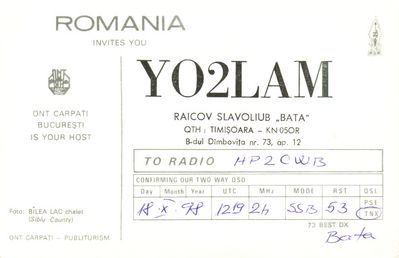 ROMANIA
INVITES YOU
ONT
YO2LAM
ONT CARPATI
BUCUREȘTI
IS YOUR HOST
RAICOV SLAVOLIUB „BATA"
QTH : TIMIȘOARA – KN05OR
B-dul Dîmbovița nr. 73, ap. 12
TO RADIO HP2CWB
CONFIRMING OUR TWO WAY QSO
Day Month Year UTC MHz MODE RST QSL
18 X 98 1219 24 SSB 53 PSE
TNX
Foto: BÎLEA LAC chalet
(Sibiu County)
73 BEST DX
Bata
ONT CARPATI – PUBLITURISM